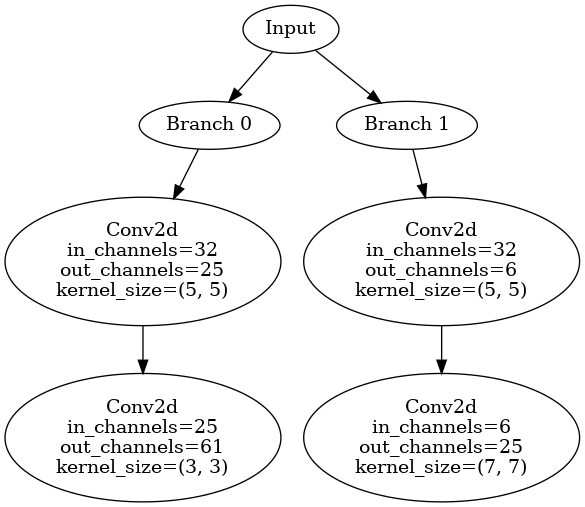 Input
Branch 0
Branch 1
Conv2d
in_channels=32
out_channels=25
kernel_size=(5, 5)
Conv2d
in_channels=32
out_channels=6
kernel_size=(5, 5)
Conv2d
in_channels=25
out_channels=61
kernel_size=(3, 3)
Conv2d
in_channels=6
out_channels=25
kernel_size=(7, 7)